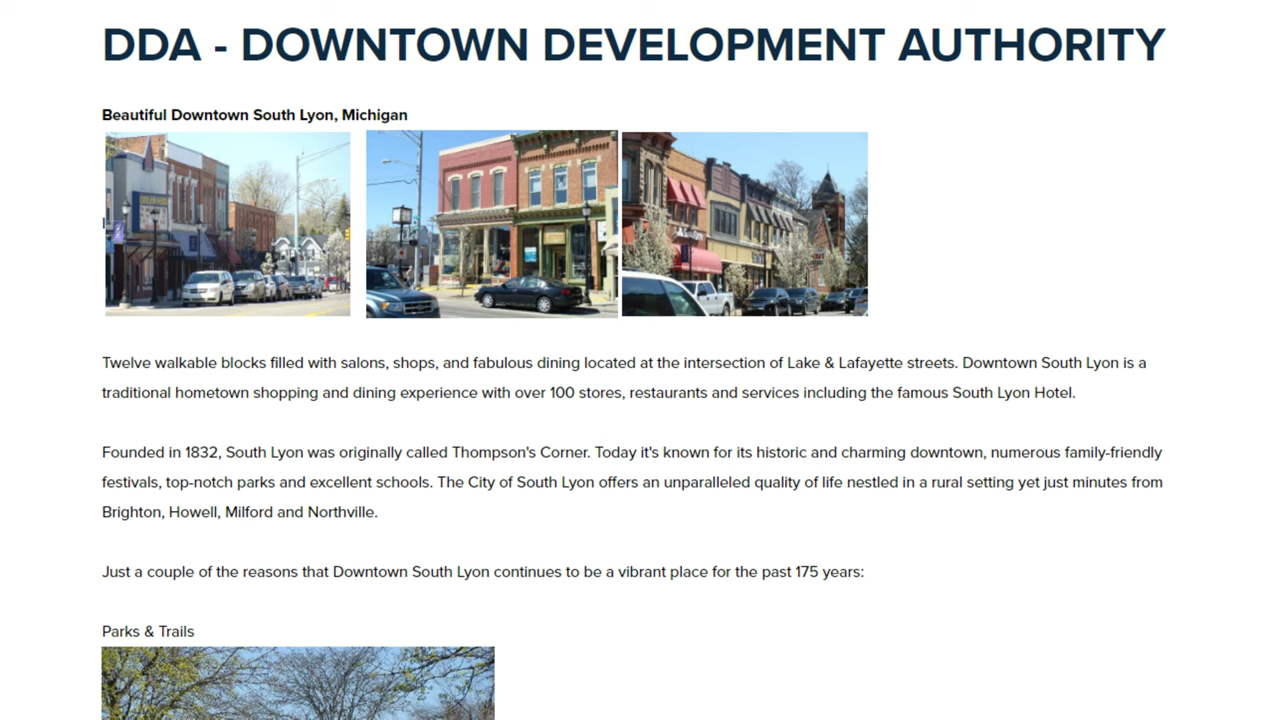 DDA - DOWNTOWN DEVELOPMENT AUTHORITY
Beautiful Downtown South Lyon, Michigan
Twelve walkable blocks filled with salons, shops, and fabulous dining located at the intersection of Lake & Lafayette streets. Downtown South Lyon is a
traditional hometown shopping and dining experience with over 100 stores, restaurants and services including the famous South Lyon Hotel.
Founded in 1832, South Lyon was originally called Thompson's Corner. Today it's known for its historic and charming downtown, numerous family-friendly
festivals, top-notch parks and excellent schools. The City of South Lyon offers an unparalleled quality of life nestled in a rural setting yet just minutes from
Brighton, Howell, Milford and Northville.
Just a couple of the reasons that Downtown South Lyon continues to be a vibrant place for the past 175 years:
Parks & Trails